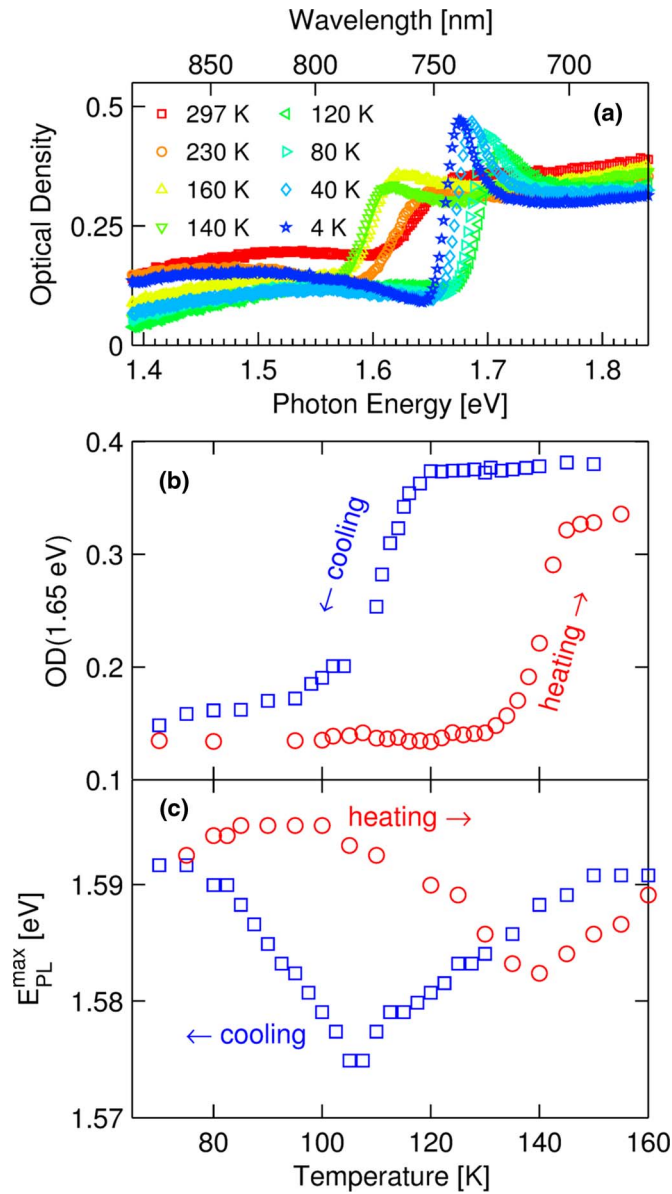 Wavelength [nm]
850 800 750 700
(a)
297 K 120 K
230 K 80 K
160 K 40 K
140 K 4 K
0.5
0.25
0
Optical Density
1.4 1.5 1.6 1.7 1.8
Photon Energy [eV]
(b)
0.4
0.3
0.2
0.1
OD(1.65 eV)
← cooling
heating →
(c)
heating →
1.59
1.58
1.57
E_PL^max [eV]
← cooling
80 100 120 140 160
Temperature [K]